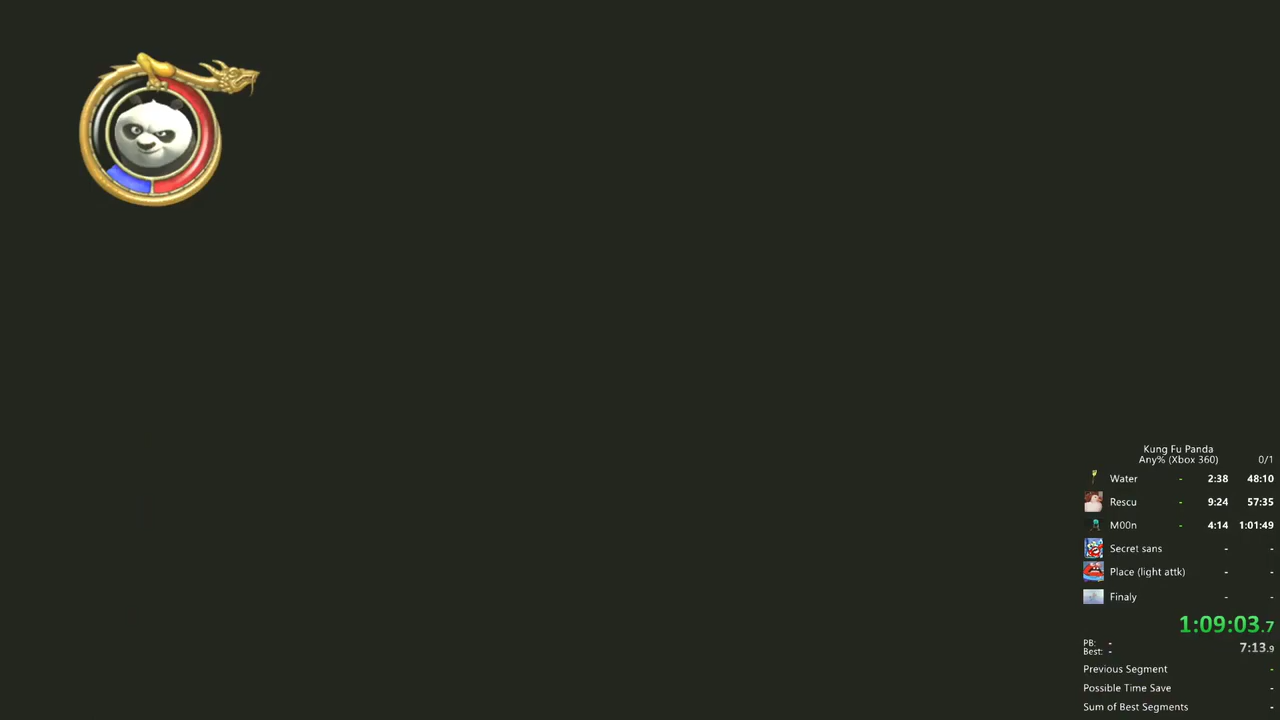 Kung Fu Panda
Any% (Xbox 360) 0/1
Water - 2:38 48:10
Rescu - 9:24 57:35
M00n - 4:14 1:01:49
Secret sans - -
Place (light attk) - -
Finaly - -
1:09:03.7
PB: - 
Best: - 7:13.9
Previous Segment -
Possible Time Save -
Sum of Best Segments -